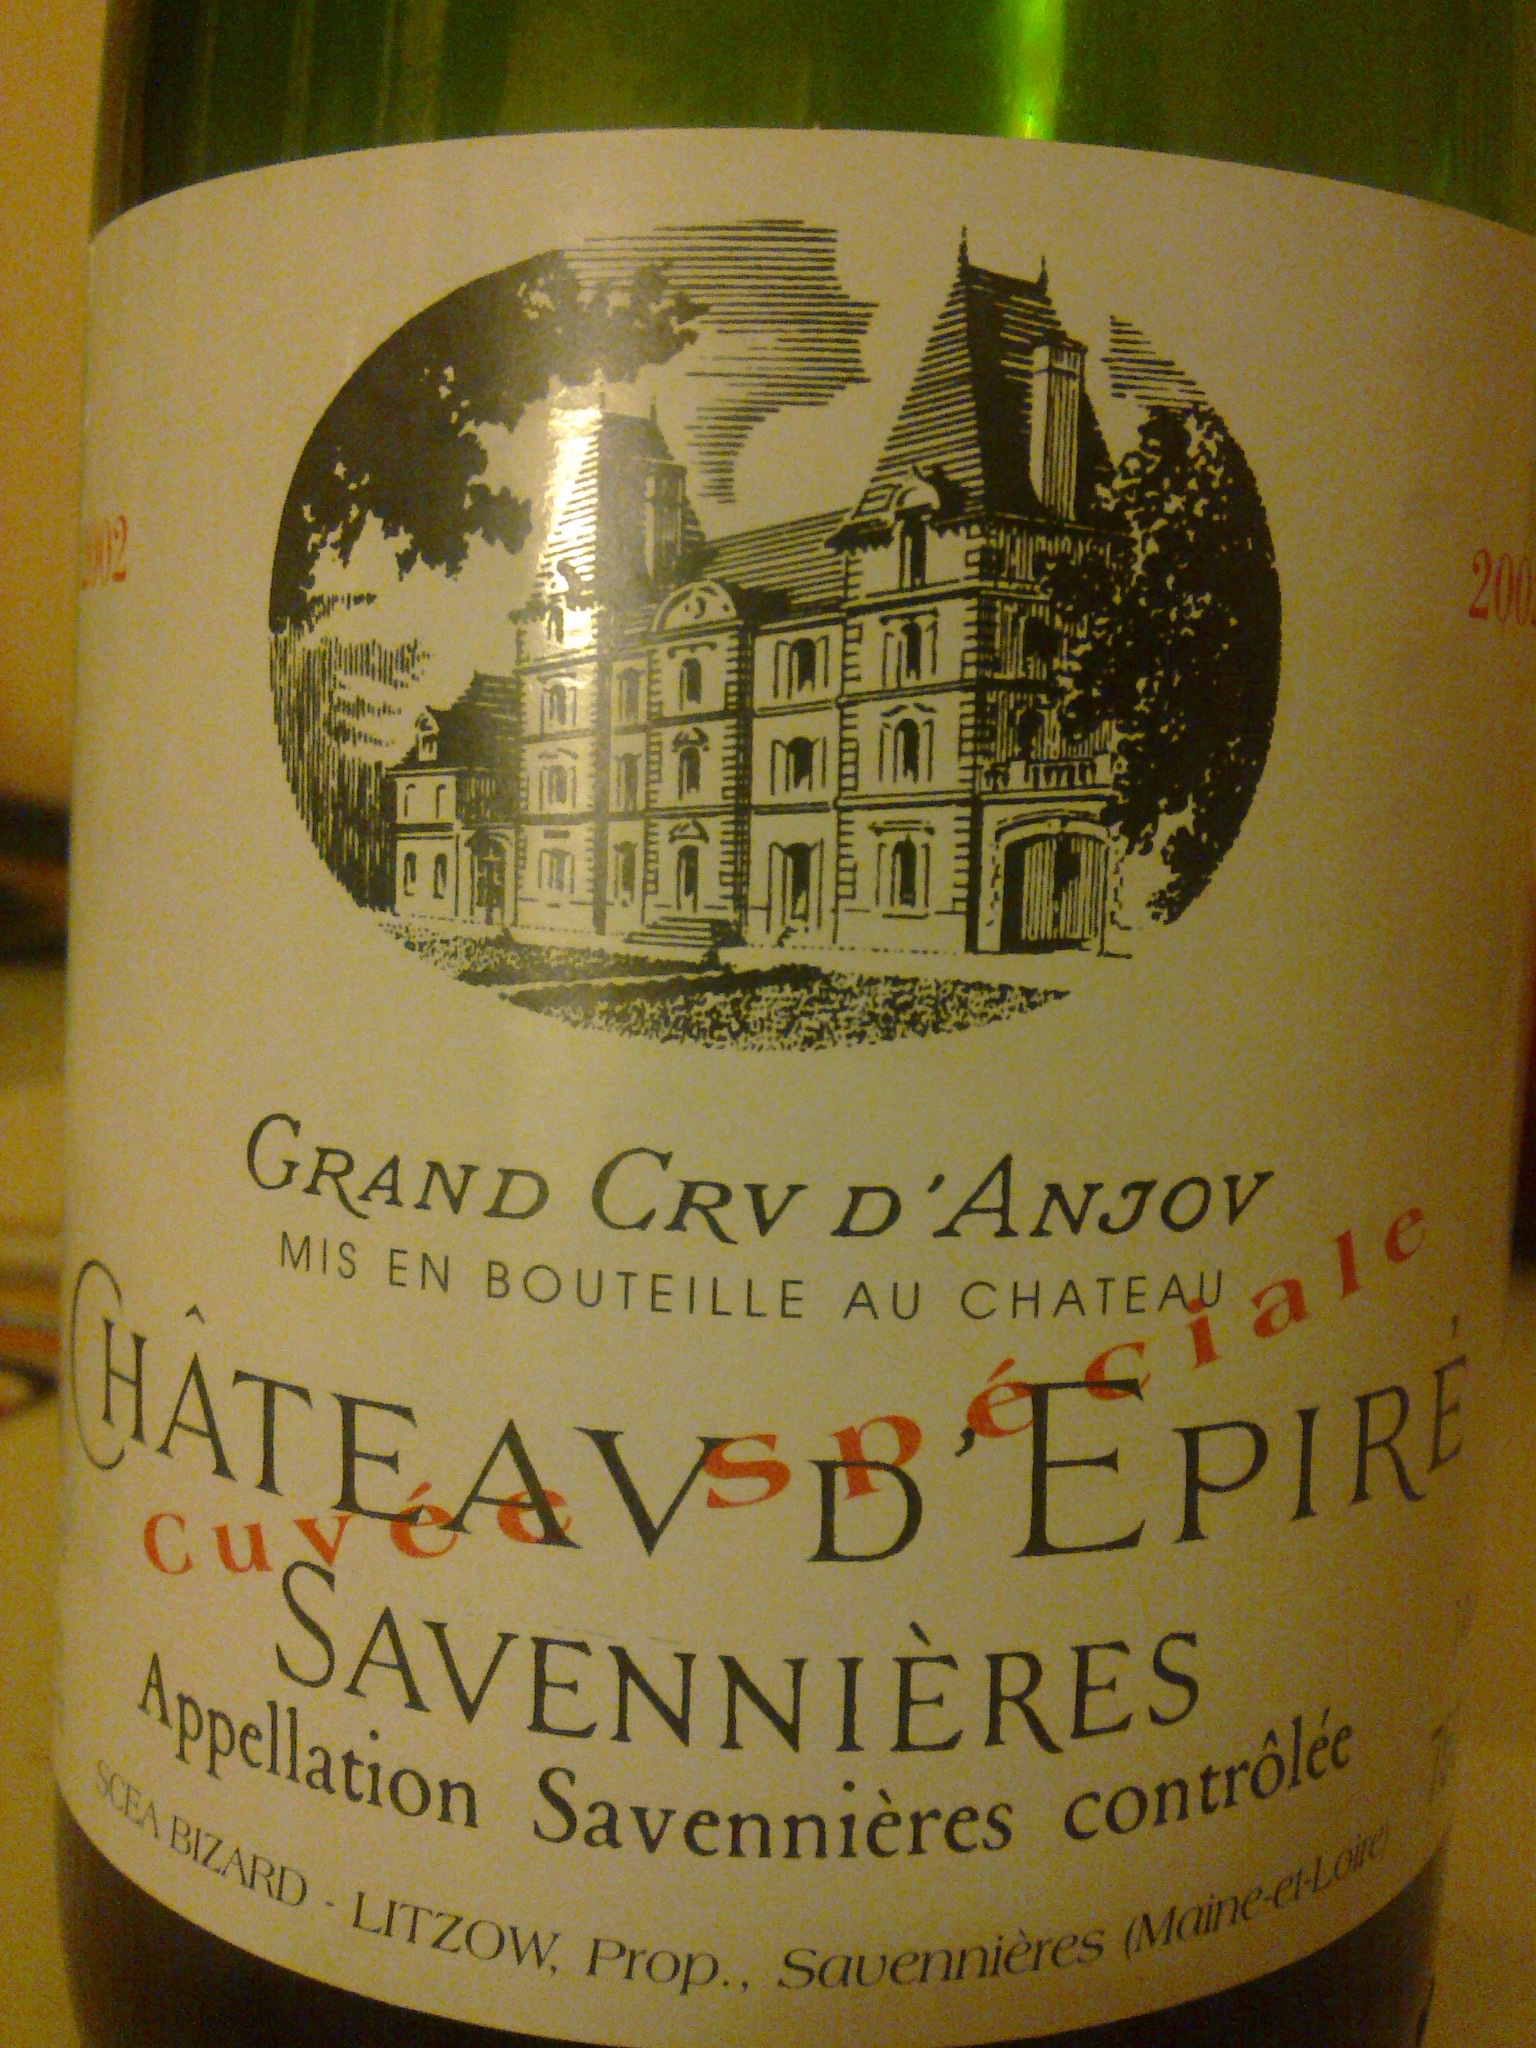 2002
GRAND CRV D'ANJOV
MIS EN BOUTEILLE AU CHATEAU
CHÂTEAV D'EPIRÉ
Cuvée spéciale
SAVENNIÈRES
Appellation Savennières contrôlée
SCEA BIZARD - LITZOW, Prop., Savennières (Maine-et-Loire)